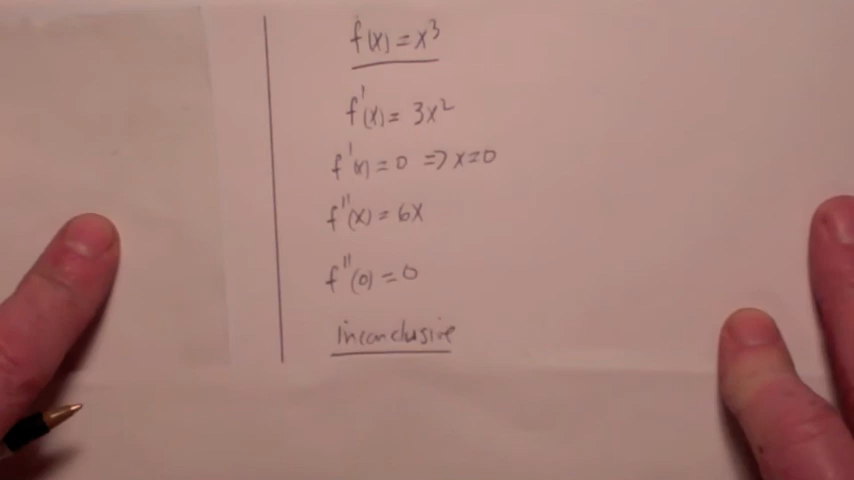 f(x) = x³
f'(x) = 3x²
f'(x) = 0 => x=0
f''(x) = 6x
f''(0) = 0
inconclusive